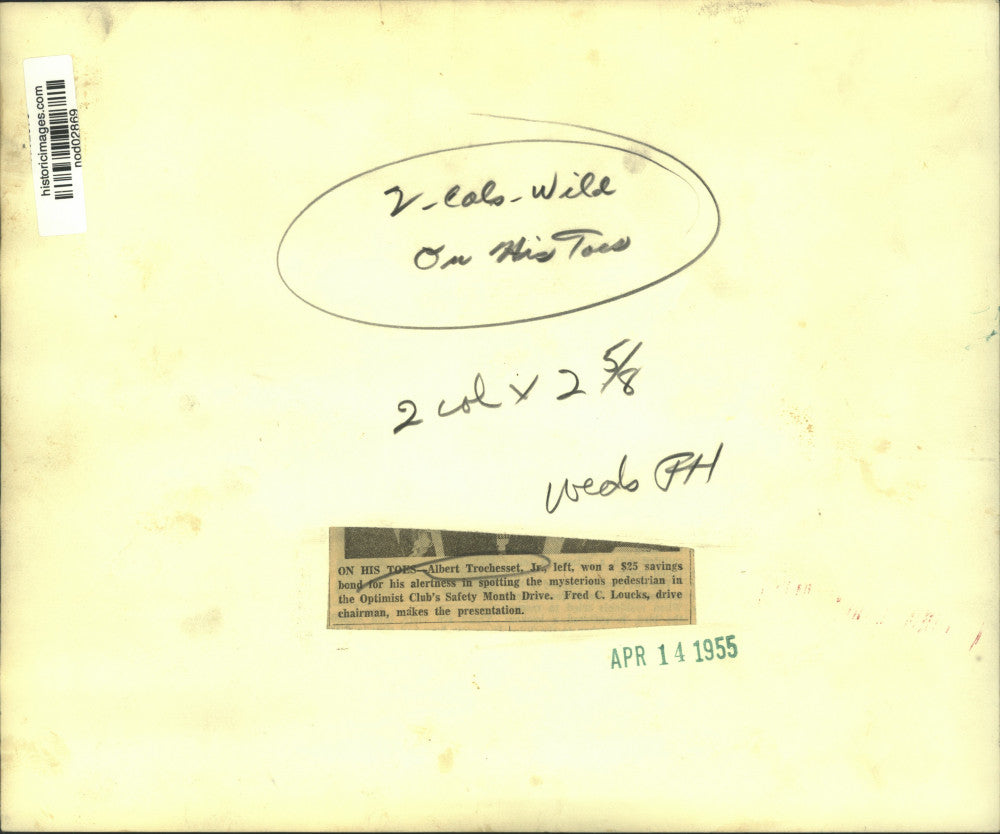 historicimages.com
nod02869
2-Cols-Wild
On His Toes
2 col x 2 5/8
Weds PH
ON HIS TOES—Albert Trochesset, Jr., left, won a $25 savings
bond for his alertness in spotting the mysterious pedestrian in
the Optimist Club's Safety Month Drive. Fred C. Loucks, drive
chairman, makes the presentation.
APR 14 1955